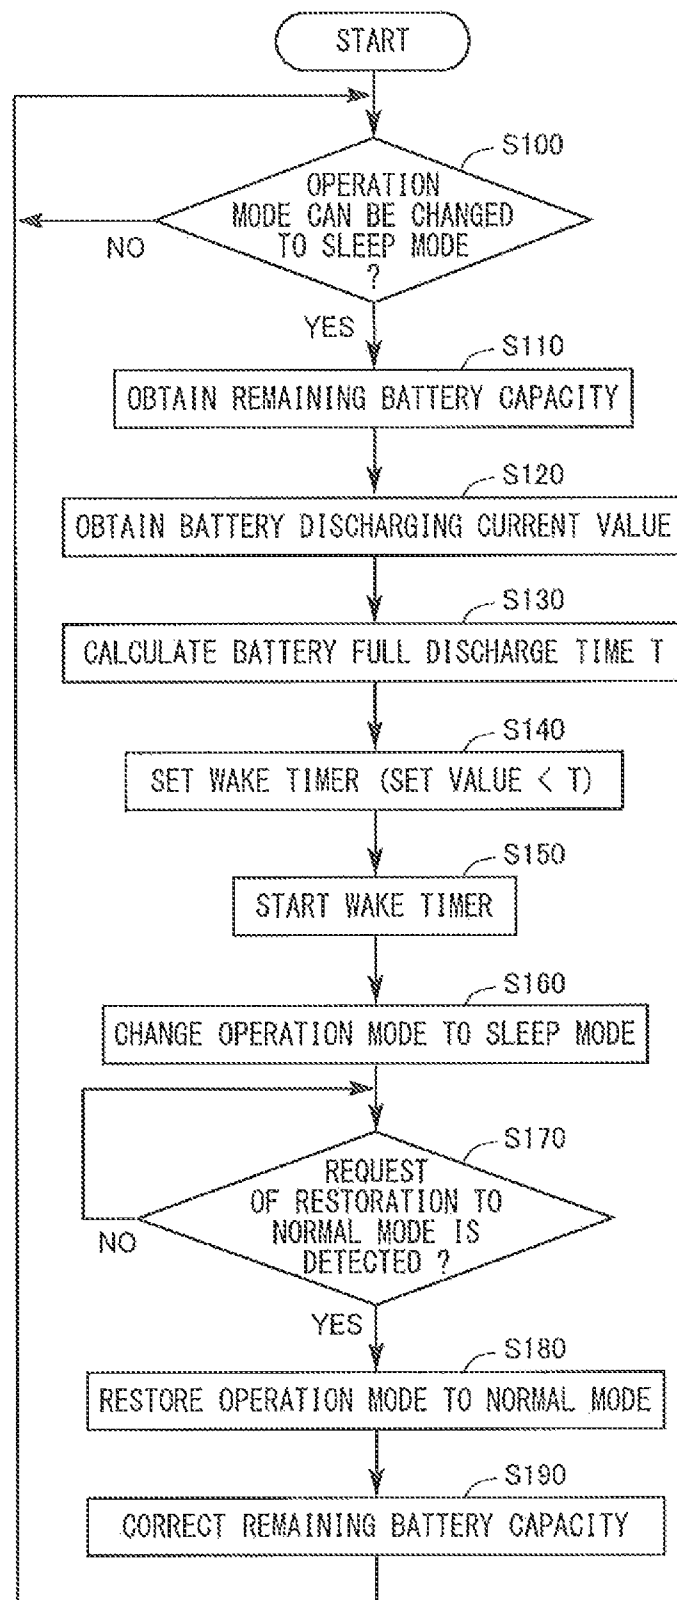 START
S100
OPERATION
MODE CAN BE CHANGED
TO SLEEP MODE
?
NO
YES
S110
OBTAIN REMAINING BATTERY CAPACITY
S120
OBTAIN BATTERY DISCHARGING CURRENT VALUE
S130
CALCULATE BATTERY FULL DISCHARGE TIME T
S140
SET WAKE TIMER (SET VALUE < T)
S150
START WAKE TIMER
S160
CHANGE OPERATION MODE TO SLEEP MODE
S170
REQUEST
OF RESTORATION TO
NORMAL MODE IS
DETECTED ?
NO
YES
S180
RESTORE OPERATION MODE TO NORMAL MODE
S190
CORRECT REMAINING BATTERY CAPACITY